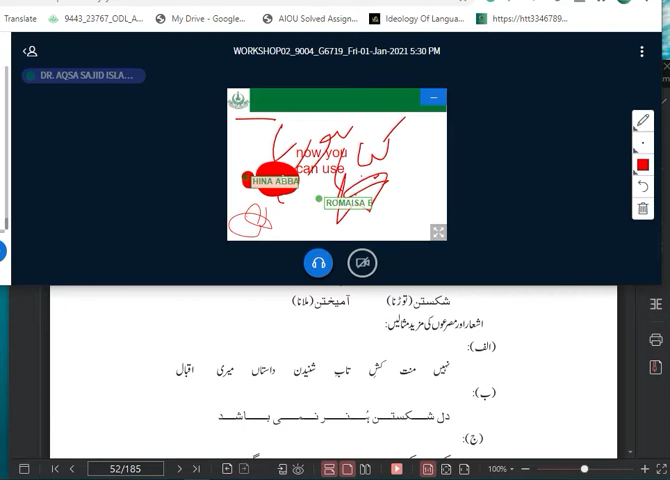 Translate 9443_23767_ODL_A... My Drive - Google... AIOU Solved Assign... Ideology Of Langua... https://htt3346789...
WORKSHOP02_9004_G6719_Fri-01-Jan-2021 5:30 PM
DR. AQSA SAJID ISLA...
now you
can use
HINA ABBA
ROMAISA B
شکستن (توڑنا) آمیختن (ملانا)
اشعار اور مصرعوں کی مزید مثالیں:
(الف):
نہیں منت کشِ تابِ شنیدن داستاں میری اقبال
(ب):
دل شکستن ہُنر نمی باشد
(ج):
52/185
100%